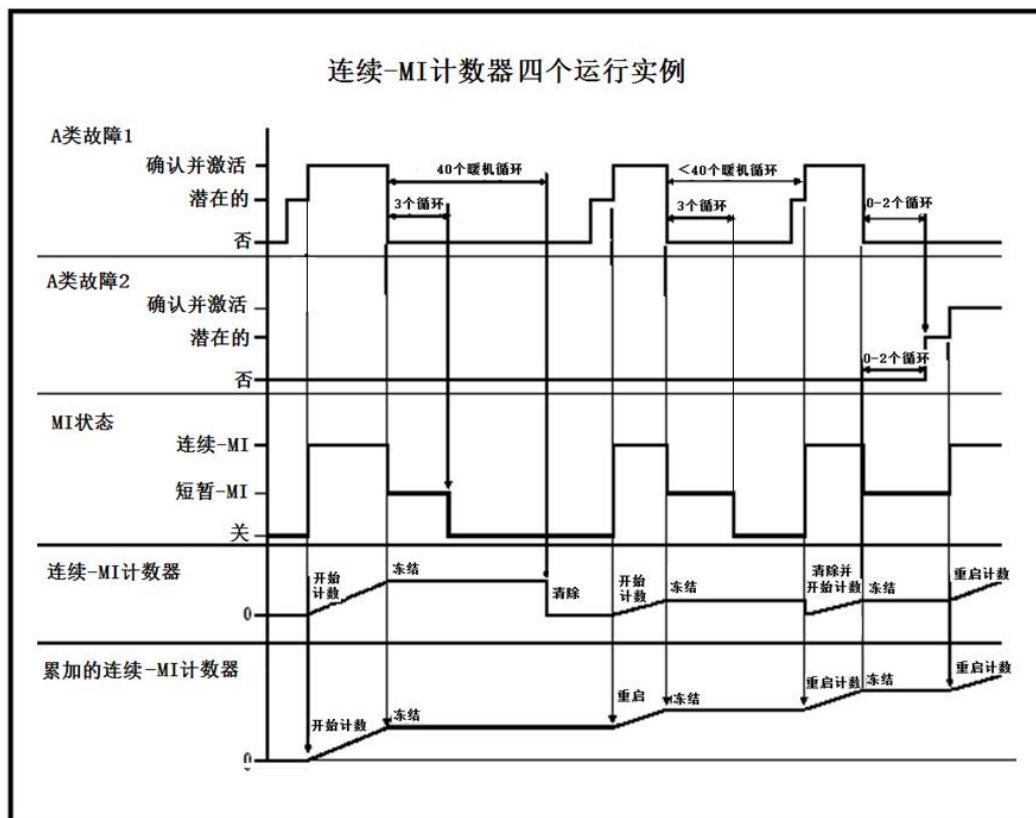 连续-MI计数器四个运行实例
A类故障1
确认并激活
潜在的
否
40个暖机循环
3个循环
<40个暖机循环
3个循环
0-2个循环
A类故障2
确认并激活
潜在的
否
0-2个循环
MI状态
连续-MI
短暂-MI
关
连续-MI计数器
0
开始
计数
冻结
清除
开始
计数
冻结
清除并
开始计数
冻结
重启计数
累加的连续-MI计数器
0
开始计数
冻结
重启
冻结
重启计数
冻结
重启计数